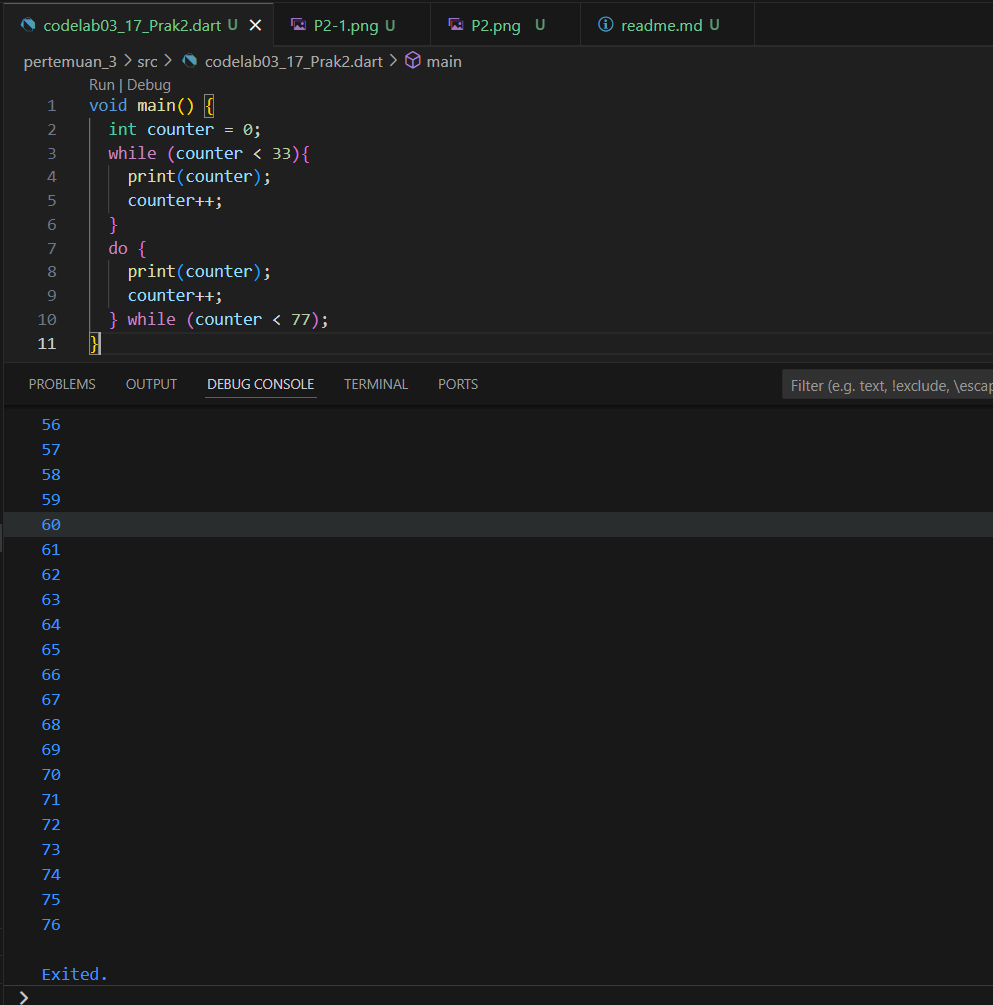 codelab03_17_Prak2.dart U P2-1.png U P2.png U readme.md U
pertemuan_3 > src > codelab03_17_Prak2.dart > main
Run | Debug
1 void main() {
2 int counter = 0;
3 while (counter < 33){
4 print(counter);
5 counter++;
6 }
7 do {
8 print(counter);
9 counter++;
10 } while (counter < 77);
11 }
PROBLEMS OUTPUT DEBUG CONSOLE TERMINAL PORTS Filter (e.g. text, !exclude, \escap
56
57
58
59
60
61
62
63
64
65
66
67
68
69
70
71
72
73
74
75
76
Exited.
>